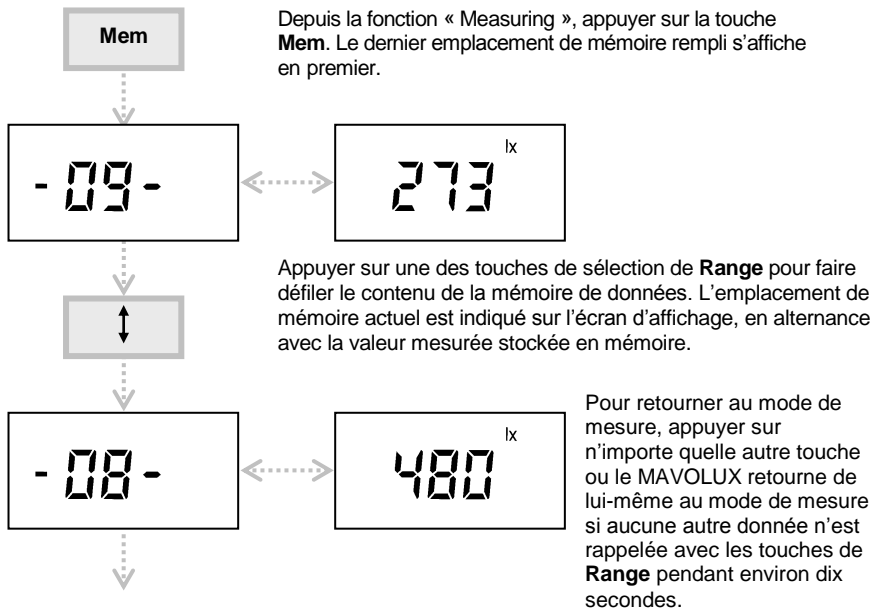 Mem
Depuis la fonction « Measuring », appuyer sur la touche
Mem. Le dernier emplacement de mémoire rempli s’affiche
en premier.
-09-
lx
273
Appuyer sur une des touches de sélection de Range pour faire
défiler le contenu de la mémoire de données. L’emplacement de
mémoire actuel est indiqué sur l’écran d’affichage, en alternance
avec la valeur mesurée stockée en mémoire.
-08-
lx
480
Pour retourner au mode de
mesure, appuyer sur
n’importe quelle autre touche
ou le MAVOLUX retourne de
lui-même au mode de mesure
si aucune autre donnée n’est
rappelée avec les touches de
Range pendant environ dix
secondes.